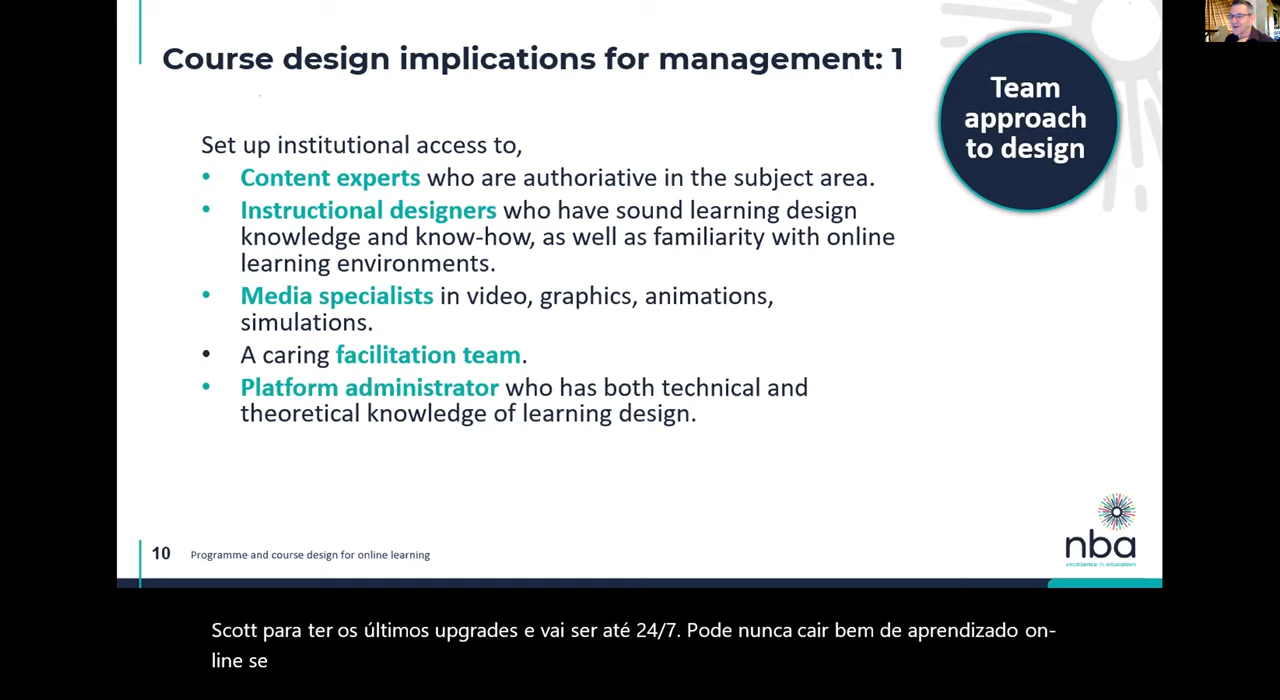 Course design implications for management: 1
Team
approach
to design
Set up institutional access to,
• Content experts who are authoriative in the subject area.
• Instructional designers who have sound learning design
knowledge and know-how, as well as familiarity with online
learning environments.
• Media specialists in video, graphics, animations,
simulations.
• A caring facilitation team.
• Platform administrator who has both technical and
theoretical knowledge of learning design.
10 Programme and course design for online learning
nba
excellence in education
Scott para ter os últimos upgrades e vai ser até 24/7. Pode nunca cair bem de aprendizado on-
line se